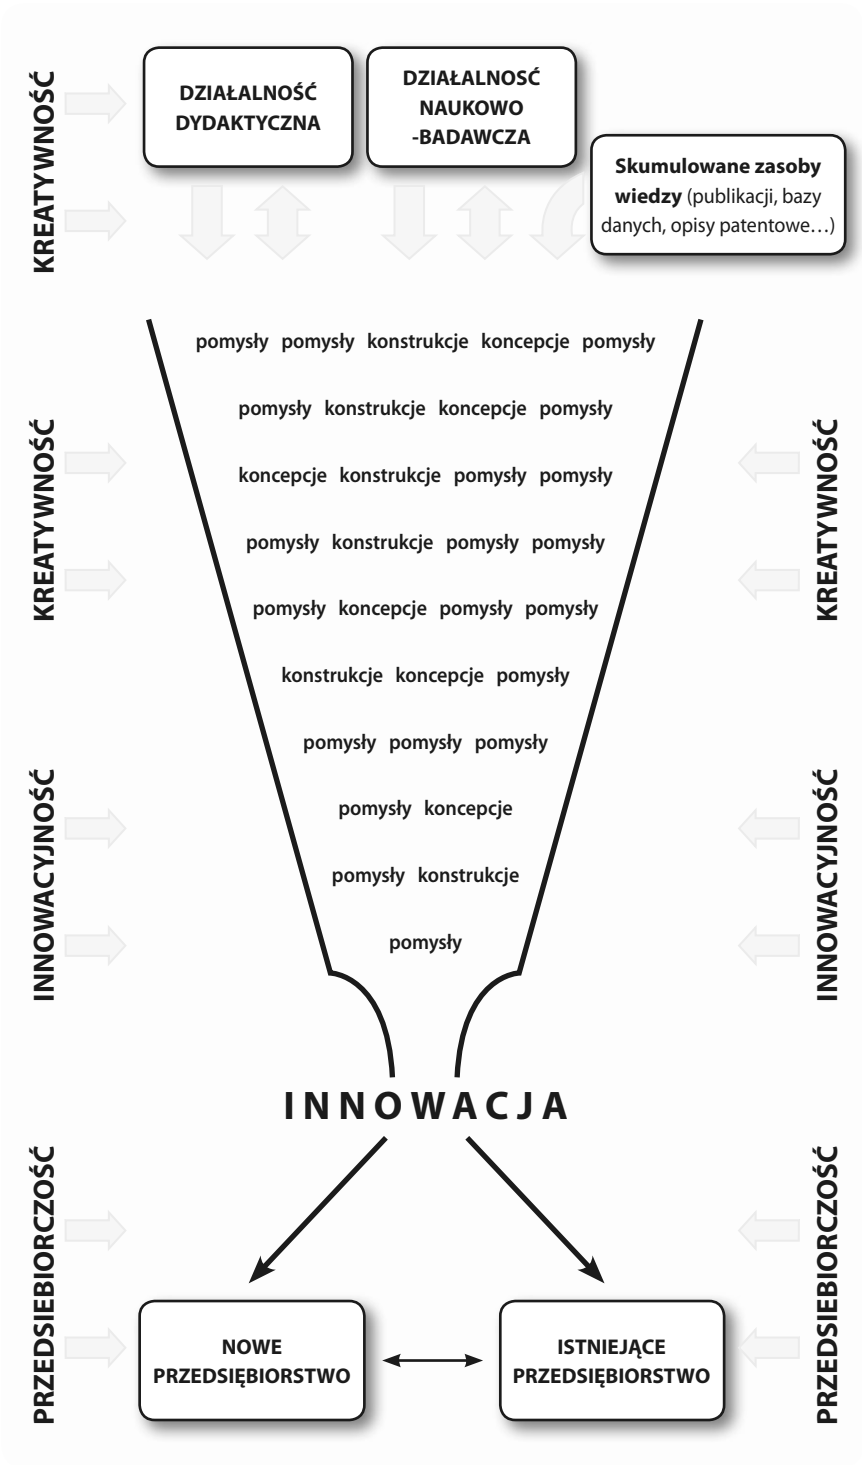 KREATYWNOŚĆ
DZIAŁALNOŚĆ
DYDAKTYCZNA
DZIAŁALNOSĆ
NAUKOWO
-BADAWCZA
Skumulowane zasoby
wiedzy (publikacji, bazy
danych, opisy patentowe…)
pomysły pomysły konstrukcje koncepcje pomysły
pomysły konstrukcje koncepcje pomysły
KREATYWNOŚĆ
KREATYWNOŚĆ
koncepcje konstrukcje pomysły pomysły
pomysły konstrukcje pomysły pomysły
pomysły koncepcje pomysły pomysły
konstrukcje koncepcje pomysły
pomysły pomysły pomysły
INNOWACYJNOŚĆ
INNOWACYJNOŚĆ
pomysły koncepcje
pomysły konstrukcje
pomysły
INNOWACJA
PRZEDSIEBIORCZOŚĆ
PRZEDSIEBIORCZOŚĆ
NOWE
PRZEDSIĘBIORSTWO
ISTNIEJĄCE
PRZEDSIĘBIORSTWO